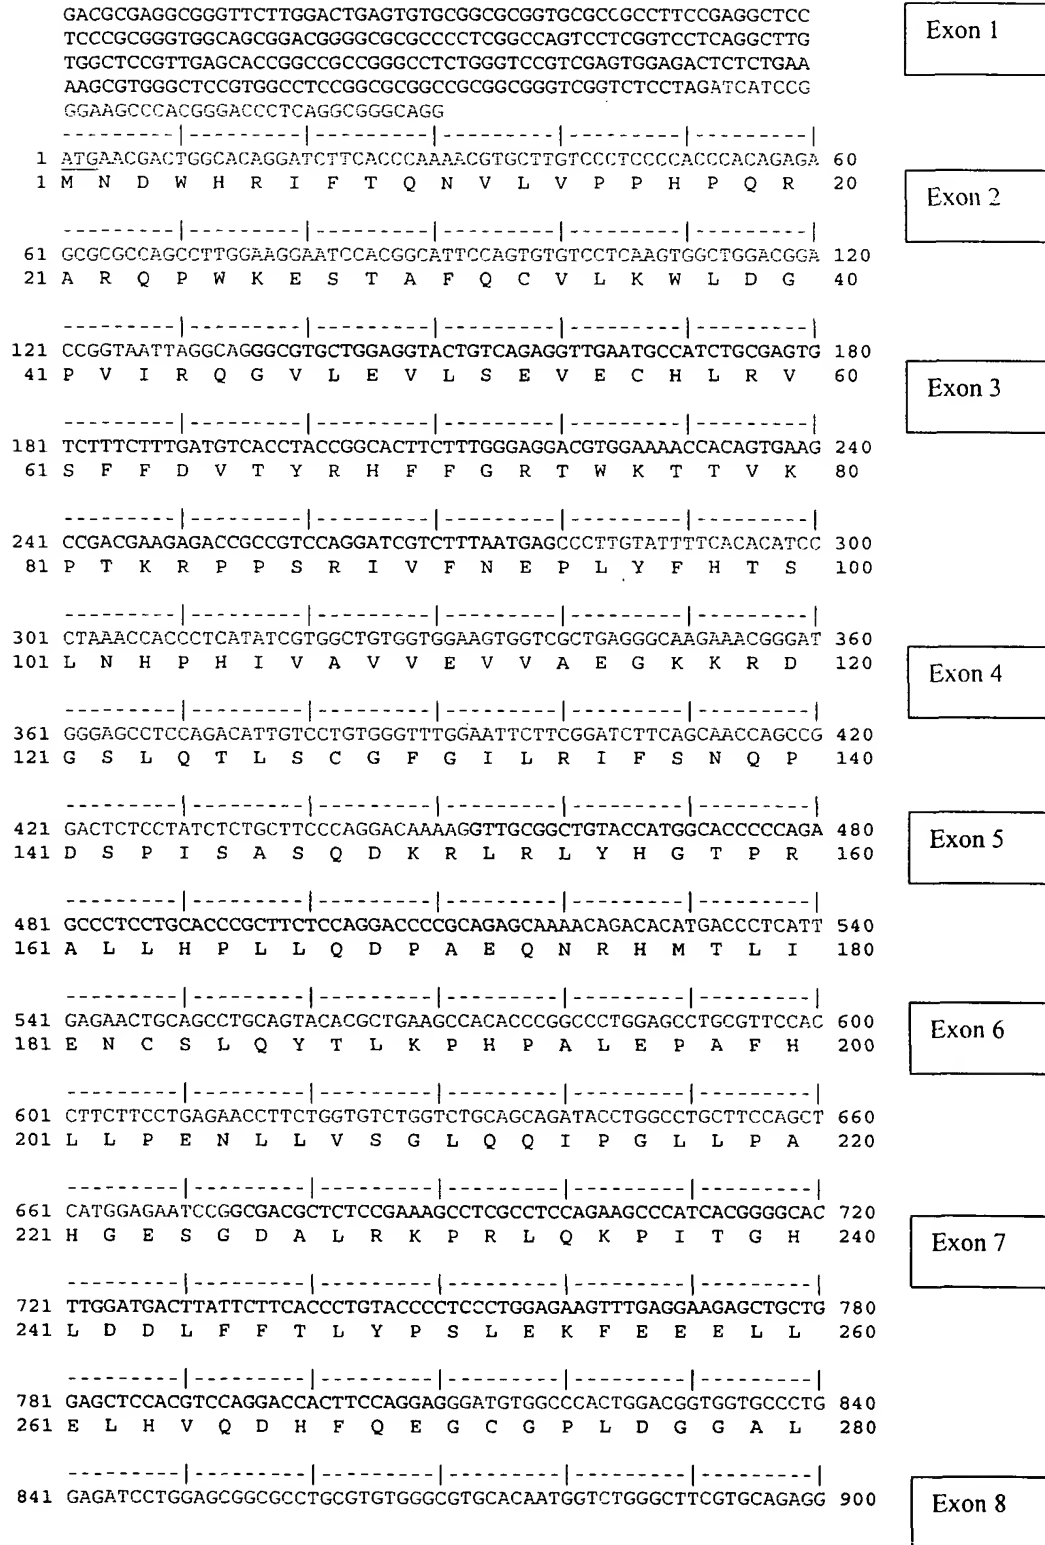 GACGCGAGGCGGGTTCTTGGACTGAGTGTGCGGCGCGGTGCGCCGCCTTCCGAGGCTCC
Exon 1
TCCCGCGGGTGGCAGCGGACGGGGCGCGCCCCTCGGCCAGTCCTCGGTCCTCAGGCTTG
TGGCTCCGTTGAGCACCGGCCGCCGGGCCTCTGGGTCCGTCGAGTGGAGACTCTCTGAA
AAGCGTGGGCTCCGTGGCCTCCGGCGCGGCCGCGGCGGGTCGGTCTCCTAGATCATCCG
GGAAGCCCACGGGACCCTCAGGCGGGCAGG
---------|---------|---------|---------|---------|---------|
1 ATGAACGACTGGCACAGGATCTTCACCCAAAACGTGCTTGTCCCTCCCCACCCACAGAGA 60
1 M N D W H R I F T Q N V L V P P H P Q R 20
Exon 2
---------|---------|---------|---------|---------|---------|
61 GCGCGCCAGCCTTGGAAGGAATCCACGGCATTCCAGTGTGTCCTCAAGTGGCTGGACGGA 120
21 A R Q P W K E S T A F Q C V L K W L D G 40
---------|---------|---------|---------|---------|---------|
121 CCGGTAATTAGGCAGGGCGTGCTGGAGGTACTGTCAGAGGTTGAATGCCATCTGCGAGTG 180
41 P V I R Q G V L E V L S E V E C H L R V 60
Exon 3
---------|---------|---------|---------|---------|---------|
181 TCTTTCTTTGATGTCACCTACCGGCACTTCTTTGGGAGGACGTGGAAAACCACAGTGAAG 240
61 S F F D V T Y R H F F G R T W K T T V K 80
---------|---------|---------|---------|---------|---------|
241 CCGACGAAGAGACCGCCGTCCAGGATCGTCTTTAATGAGCCCTTGTATTTTCACACATCC 300
81 P T K R P P S R I V F N E P L Y F H T S 100
---------|---------|---------|---------|---------|---------|
301 CTAAACCACCCTCATATCGTGGCTGTGGTGGAAGTGGTCGCTGAGGGCAAGAAACGGGAT 360
101 L N H P H I V A V V E V V A E G K K R D 120
Exon 4
---------|---------|---------|---------|---------|---------|
361 GGGAGCCTCCAGACATTGTCCTGTGGGTTTGGAATTCTTCGGATCTTCAGCAACCAGCCG 420
121 G S L Q T L S C G F G I L R I F S N Q P 140
---------|---------|---------|---------|---------|---------|
421 GACTCTCCTATCTCTGCTTCCCAGGACAAAAGGTTGCGGCTGTACCATGGCACCCCCAGA 480
141 D S P I S A S Q D K R L R L Y H G T P R 160
Exon 5
---------|---------|---------|---------|---------|---------|
481 GCCCTCCTGCACCCGCTTCTCCAGGACCCCGCAGAGCAAAACAGACACATGACCCTCATT 540
161 A L L H P L L Q D P A E Q N R H M T L I 180
---------|---------|---------|---------|---------|---------|
541 GAGAACTGCAGCCTGCAGTACACGCTGAAGCCACACCCGGCCCTGGAGCCTGCGTTCCAC 600
181 E N C S L Q Y T L K P H P A L E P A F H 200
Exon 6
---------|---------|---------|---------|---------|---------|
601 CTTCTTCCTGAGAACCTTCTGGTGTCTGGTCTGCAGCAGATACCTGGCCTGCTTCCAGCT 660
201 L L P E N L L V S G L Q Q I P G L L P A 220
---------|---------|---------|---------|---------|---------|
661 CATGGAGAATCCGGCGACGCTCTCCGAAAGCCTCGCCTCCAGAAGCCCATCACGGGGCAC 720
221 H G E S G D A L R K P R L Q K P I T G H 240
Exon 7
---------|---------|---------|---------|---------|---------|
721 TTGGATGACTTATTCTTCACCCTGTACCCCTCCCTGGAGAAGTTTGAGGAAGAGCTGCTG 780
241 L D D L F F T L Y P S L E K F E E E L L 260
---------|---------|---------|---------|---------|---------|
781 GAGCTCCACGTCCAGGACCACTTCCAGGAGGGATGTGGCCCACTGGACGGTGGTGCCCTG 840
261 E L H V Q D H F Q E G C G P L D G G A L 280
---------|---------|---------|---------|---------|---------|
841 GAGATCCTGGAGCGGCGCCTGCGTGTGGGCGTGCACAATGGTCTGGGCTTCGTGCAGAGG 900
Exon 8